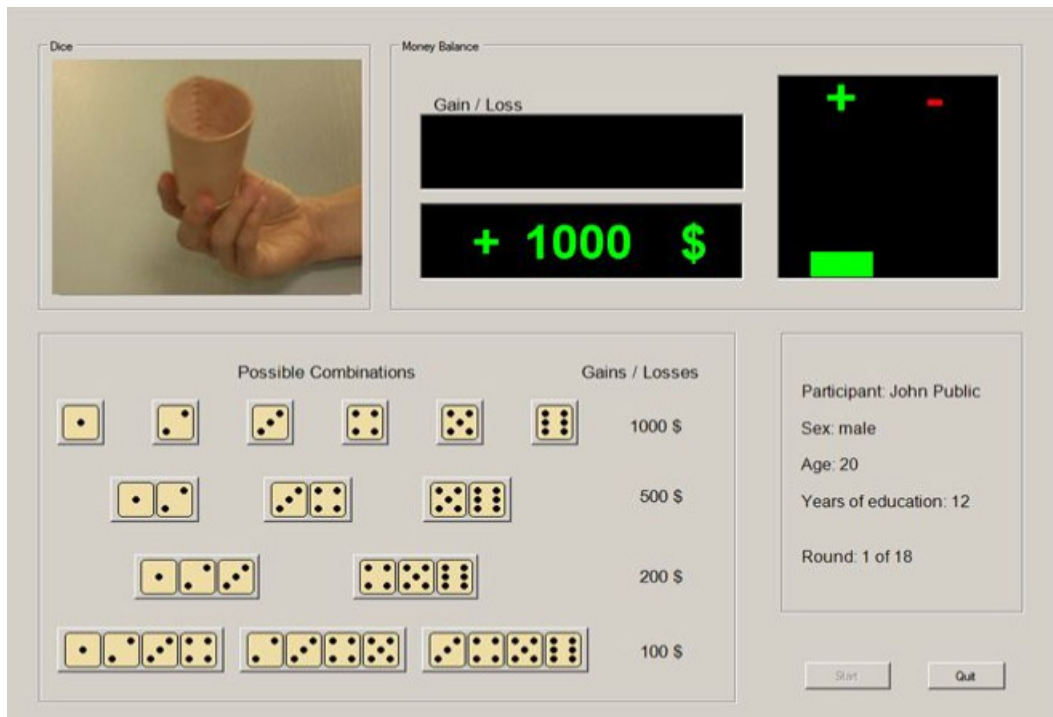 Dice
Money Balance
Gain / Loss
+ -
+ 1000 $
Possible Combinations Gains / Losses
1000 $
500 $
200 $
100 $
Participant: John Public
Sex: male
Age: 20
Years of education: 12
Round: 1 of 18
Start Quit